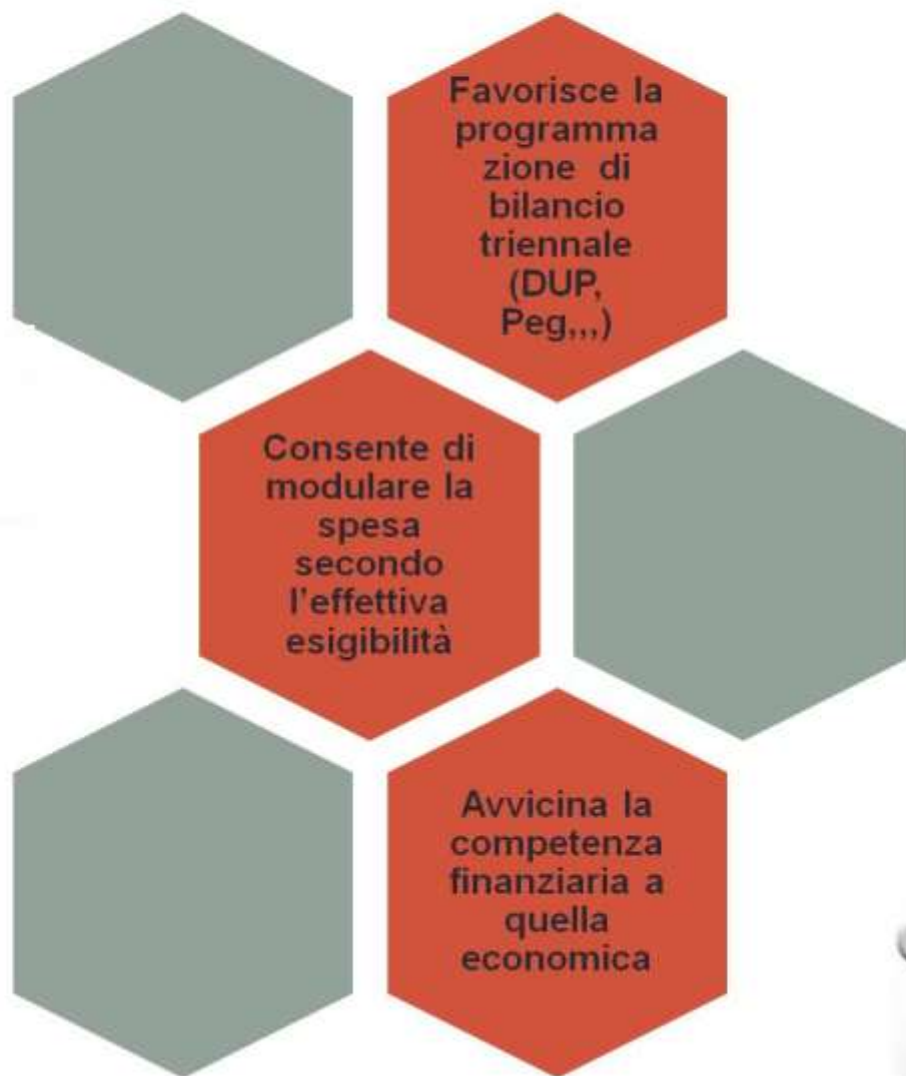 Favorisce la
programma
zione di
bilancio
triennale
(DUP,
Peg,,,)
Consente di
modulare la
spesa
secondo
l'effettiva
esigibilità
Avvicina la
competenza
finanziaria a
quella
economica